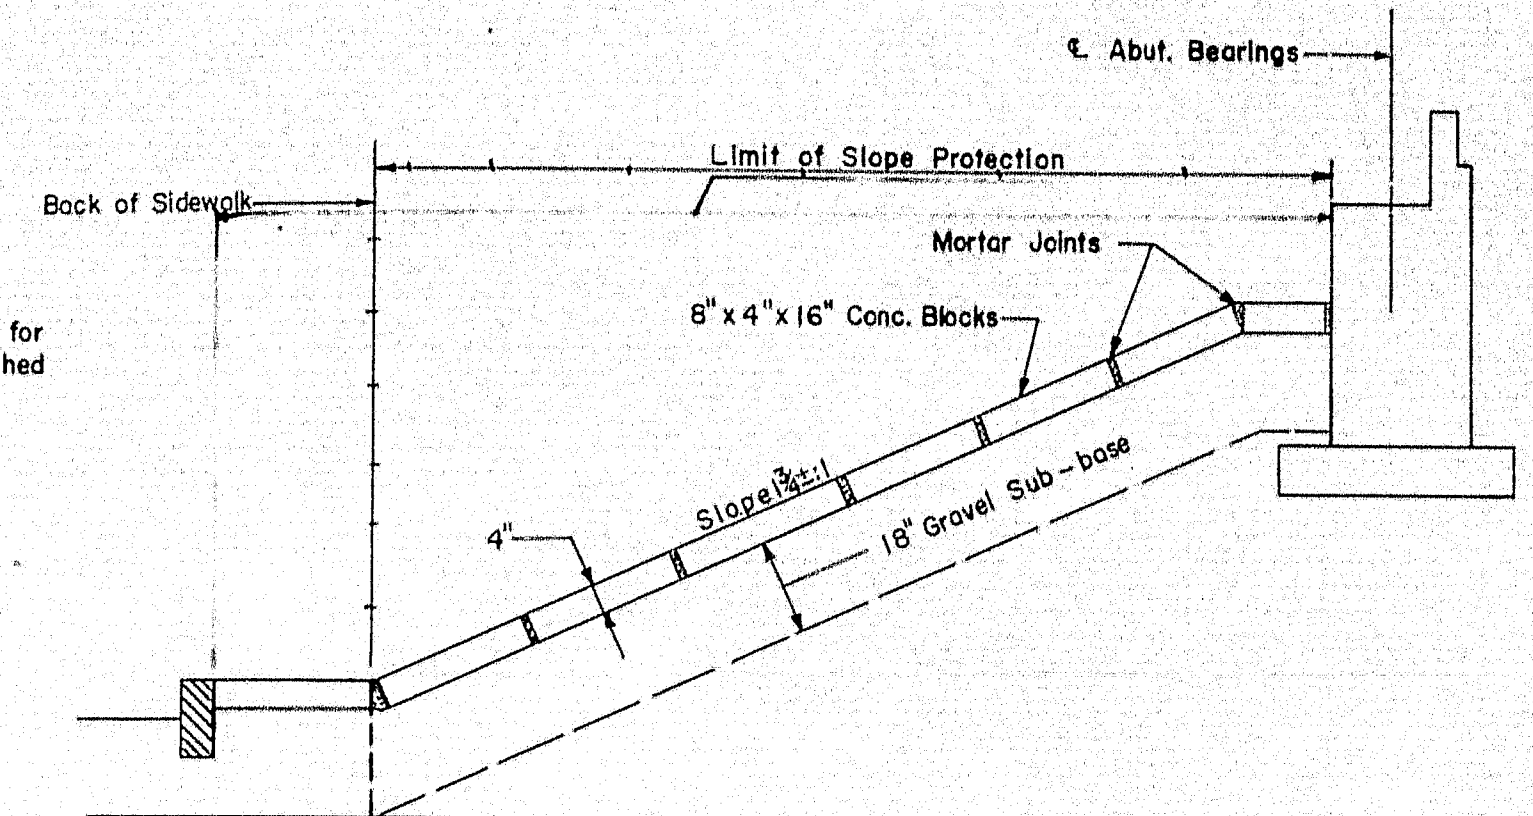 ℄ Abut. Bearings
Limit of Slope Protection
Back of Sidewalk
Mortar Joints
8" x 4" x 16" Conc. Blocks
for
hed
Slope 1¾±:1
18" Gravel Sub-base
4"